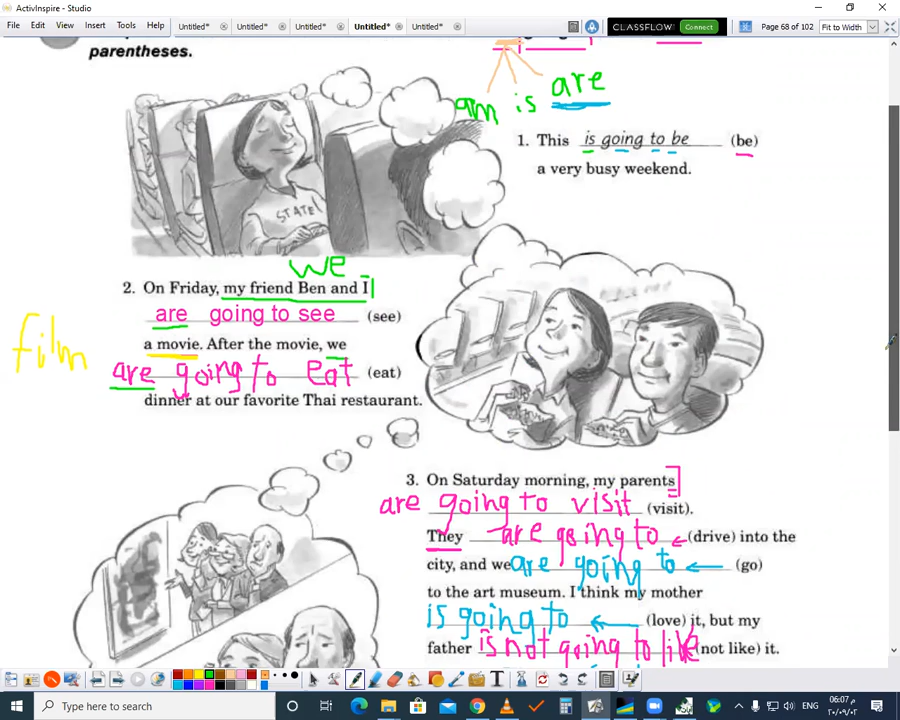 ActivInspire - Studio
File Edit View Insert Tools Help Untitled* Untitled* Untitled* Untitled* Untitled* CLASSFLOW Connect Page 68 of 102 Fit to Width
parentheses.
am is are
STATE
1. This is going to be (be)
a very busy weekend.
we
2. On Friday, my friend Ben and I
are going to see (see)
film
a movie. After the movie, we
are going to eat (eat)
dinner at our favorite Thai restaurant.
3. On Saturday morning, my parents
are going to visit (visit).
They are going to (drive) into the
city, and we are going to (go)
to the art museum. I think my mother
is going to (love) it, but my
father is not going to like (not like) it.
Type here to search
06:07 م
٢٠/٠٩/٠٢